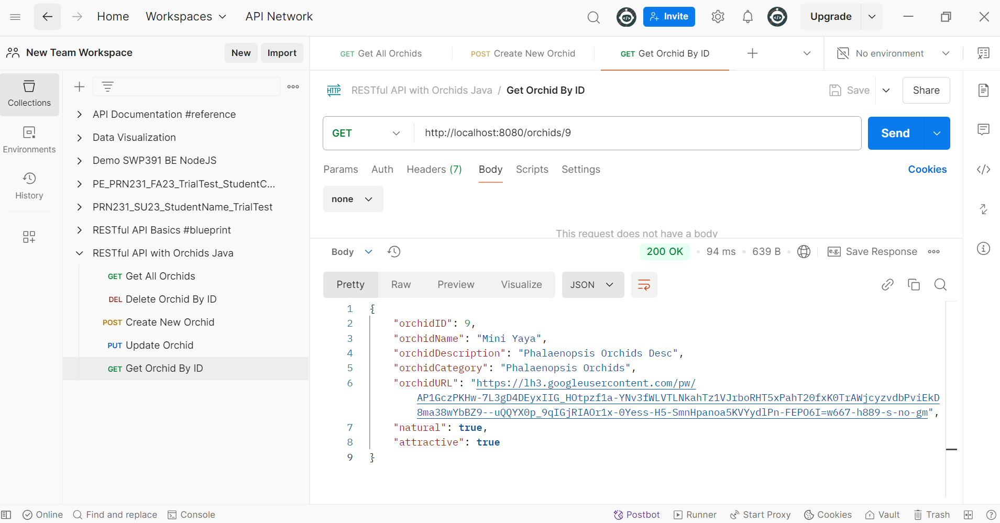 Home Workspaces API Network Invite Upgrade
New Team Workspace New Import
GET Get All Orchids POST Create New Orchid GET Get Orchid By ID No environment
Collections
Environments
History
API Documentation #reference
Data Visualization
Demo SWP391 BE NodeJS
PE_PRN231_FA23_TrialTest_StudentC...
PRN231_SU23_StudentName_TrialTest
RESTful API Basics #blueprint
RESTful API with Orchids Java
GET Get All Orchids
DEL Delete Orchid By ID
POST Create New Orchid
PUT Update Orchid
GET Get Orchid By ID
HTTP RESTful API with Orchids Java / Get Orchid By ID Save Share
GET http://localhost:8080/orchids/9 Send
Params Auth Headers (7) Body Scripts Settings Cookies
none
This request does not have a body
Body 200 OK 94 ms 639 B e.g. Save Response
Pretty Raw Preview Visualize JSON
1 {
2 "orchidID": 9,
3 "orchidName": "Mini Yaya",
4 "orchidDescription": "Phalaenopsis Orchids Desc",
5 "orchidCategory": "Phalaenopsis Orchids",
6 "orchidURL": "https://lh3.googleusercontent.com/pw/
AP1GczPKHw-7L3gD4DEyxIIG_HOtpzf1a-YNv3fWLVTLNkahTz1VJrboRHT5xPahT20fxK0TrAWjcyzvdbPviEkD
8ma38wYbBZ9--uQQYX0p_9qIGjRIAOr1x-0Yess-H5-SmnHpanoa5KVYydlPn-FEPO6I=w667-h889-s-no-gm",
7 "natural": true,
8 "attractive": true
9 }
Online Find and replace Console Postbot Runner Start Proxy Cookies Vault Trash